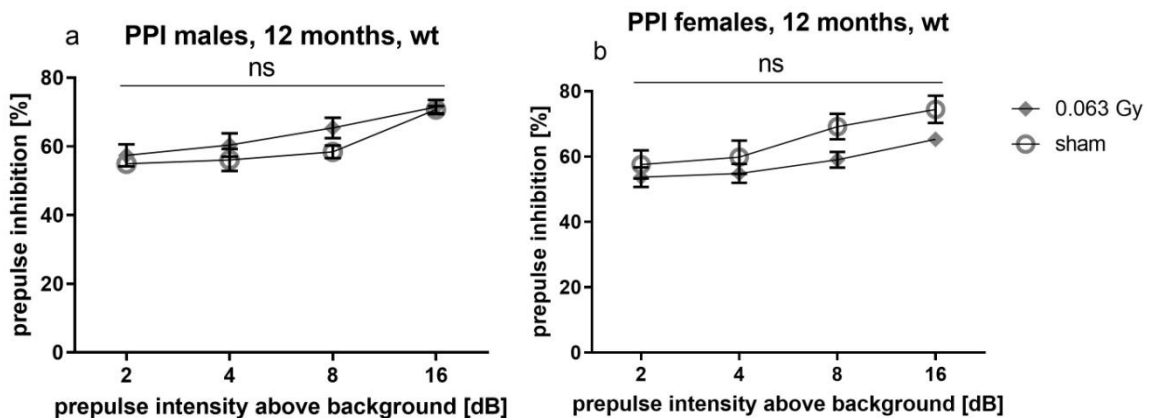 a
PPI males, 12 months, wt
ns
prepulse inhibition [%]
80
60
40
20
0
2 4 8 16
prepulse intensity above background [dB]
b
PPI females, 12 months, wt
ns
prepulse inhibition [%]
80
60
40
20
0
2 4 8 16
prepulse intensity above background [dB]
0.063 Gy
sham